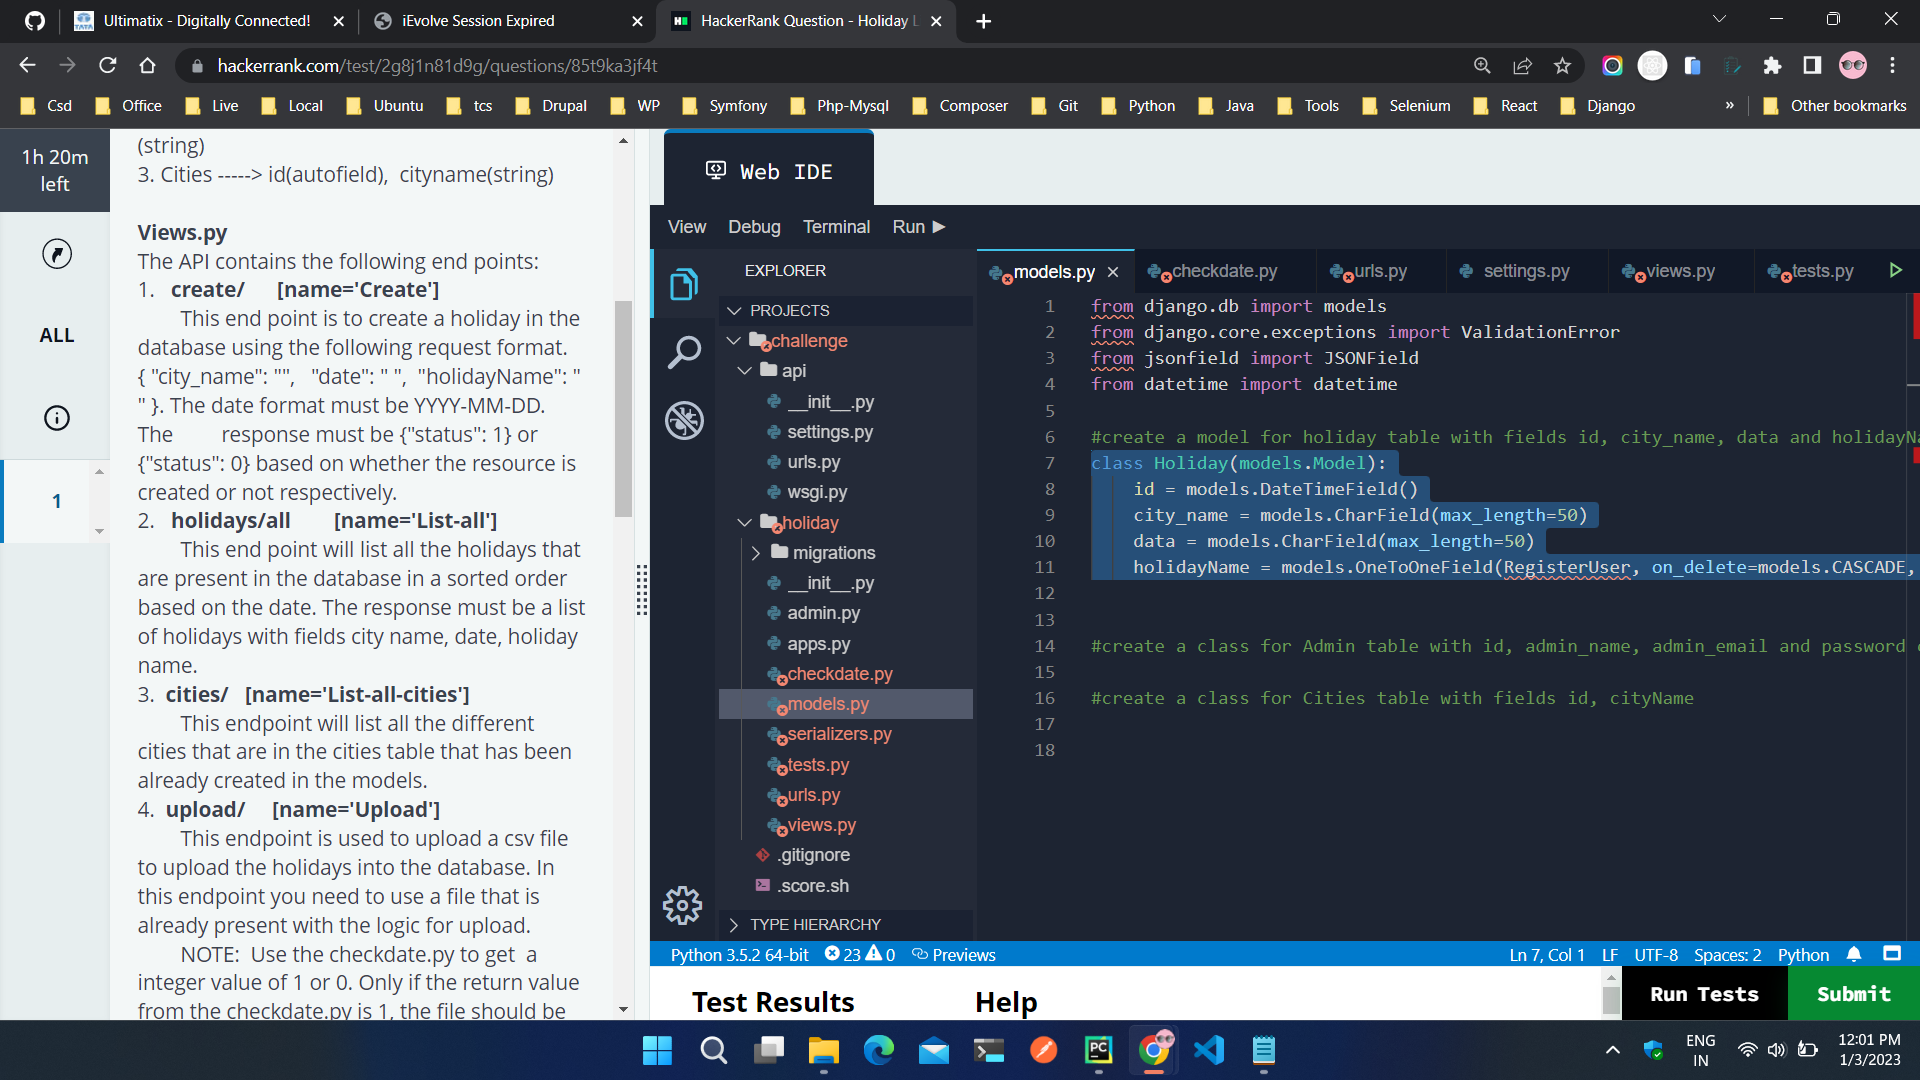 Ultimatix - Digitally Connected!
iEvolve Session Expired
HackerRank Question - Holiday L
hackerrank.com/test/2g8j1n81d9g/questions/85t9ka3jf4t
Csd Office Live Local Ubuntu tcs Drupal WP Symfony Php-Mysql Composer Git Python Java Tools Selenium React Django » Other bookmarks
1h 20m
left
ALL
1
(string)
3. Cities -----> id(autofield),  cityname(string)
Views.py
The API contains the following end points:
1. create/ [name='Create']
This end point is to create a holiday in the
database using the following request format.
{ "city_name": "", "date": " ", "holidayName": "
" }. The date format must be YYYY-MM-DD.
The response must be {"status": 1} or
{"status": 0} based on whether the resource is
created or not respectively.
2. holidays/all [name='List-all']
This end point will list all the holidays that
are present in the database in a sorted order
based on the date. The response must be a list
of holidays with fields city name, date, holiday
name.
3. cities/ [name='List-all-cities']
This endpoint will list all the different
cities that are in the cities table that has been
already created in the models.
4. upload/ [name='Upload']
This endpoint is used to upload a csv file
to upload the holidays into the database. In
this endpoint you need to use a file that is
already present with the logic for upload.
NOTE: Use the checkdate.py to get a
integer value of 1 or 0. Only if the return value
from the checkdate.py is 1, the file should be
Web IDE
View Debug Terminal Run
EXPLORER
PROJECTS
challenge
api
__init__.py
settings.py
urls.py
wsgi.py
holiday
migrations
__init__.py
admin.py
apps.py
checkdate.py
models.py
serializers.py
tests.py
urls.py
views.py
.gitignore
.score.sh
TYPE HIERARCHY
models.py checkdate.py urls.py settings.py views.py tests.py
1 from django.db import models
2 from django.core.exceptions import ValidationError
3 from jsonfield import JSONField
4 from datetime import datetime
5
6 #create a model for holiday table with fields id, city_name, data and holidayNa
7 class Holiday(models.Model):
8 id = models.DateTimeField()
9 city_name = models.CharField(max_length=50)
10 data = models.CharField(max_length=50)
11 holidayName = models.OneToOneField(RegisterUser, on_delete=models.CASCADE,
12
13
14 #create a class for Admin table with id, admin_name, admin_email and password
15
16 #create a class for Cities table with fields id, cityName
17
18
Python 3.5.2 64-bit 23 0 Previews Ln 7, Col 1 LF UTF-8 Spaces: 2 Python
Test Results Help Run Tests Submit
ENG
IN
12:01 PM
1/3/2023